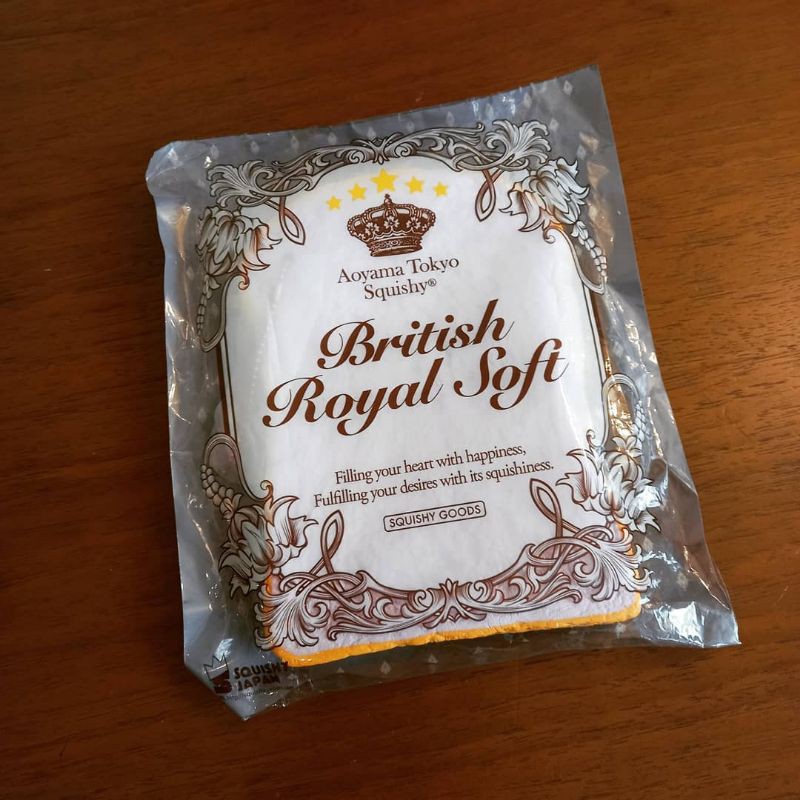 Aoyama Tokyo
Squishy®
British
Royal Soft
Filling your heart with happiness,
Fulfilling your desires with its squishiness.
SQUISHY GOODS
SQUISHY
JAPAN